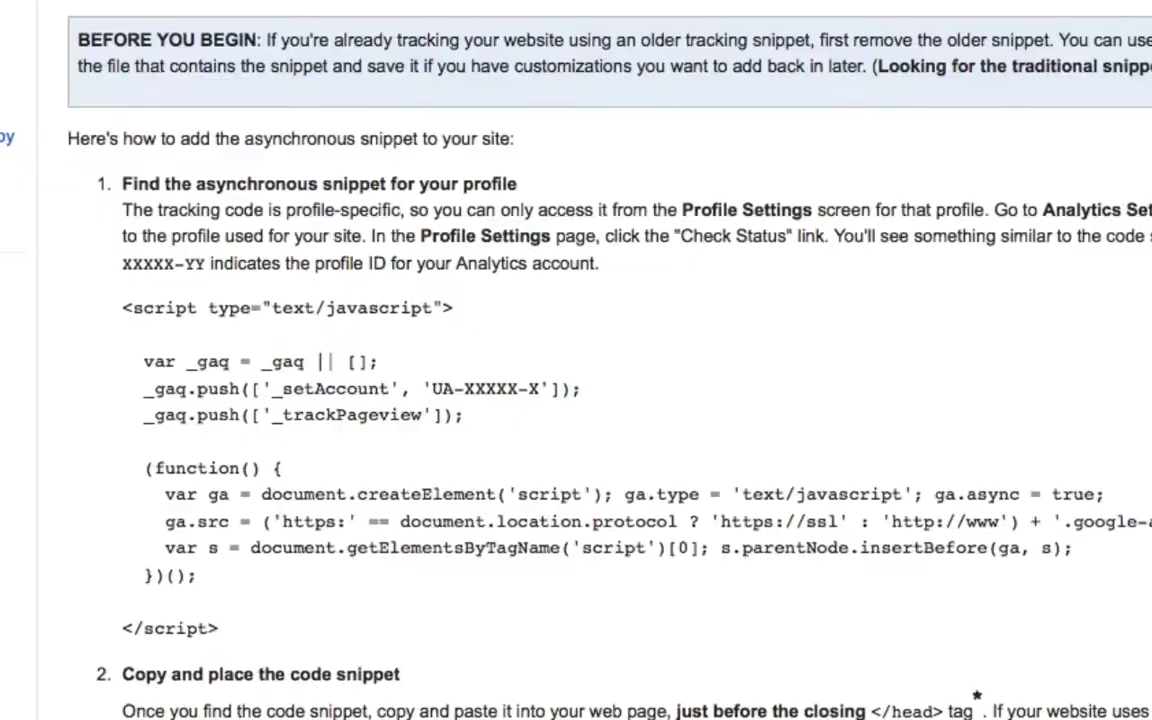 BEFORE YOU BEGIN: If you're already tracking your website using an older tracking snippet, first remove the older snippet. You can use
the file that contains the snippet and save it if you have customizations you want to add back in later. (Looking for the traditional snipp
py
Here's how to add the asynchronous snippet to your site:
1. Find the asynchronous snippet for your profile
The tracking code is profile-specific, so you can only access it from the Profile Settings screen for that profile. Go to Analytics Set
to the profile used for your site. In the Profile Settings page, click the "Check Status" link. You'll see something similar to the code
XXXXX-YY indicates the profile ID for your Analytics account.
<script type="text/javascript">
var _gaq = _gaq || [];
_gaq.push(['_setAccount', 'UA-XXXXX-X']);
_gaq.push(['_trackPageview']);
(function() {
var ga = document.createElement('script'); ga.type = 'text/javascript'; ga.async = true;
ga.src = ('https:' == document.location.protocol ? 'https://ssl' : 'http://www') + '.google-a
var s = document.getElementsByTagName('script')[0]; s.parentNode.insertBefore(ga, s);
})();
</script>
2. Copy and place the code snippet
Once you find the code snippet, copy and paste it into your web page, just before the closing </head> tag*. If your website uses